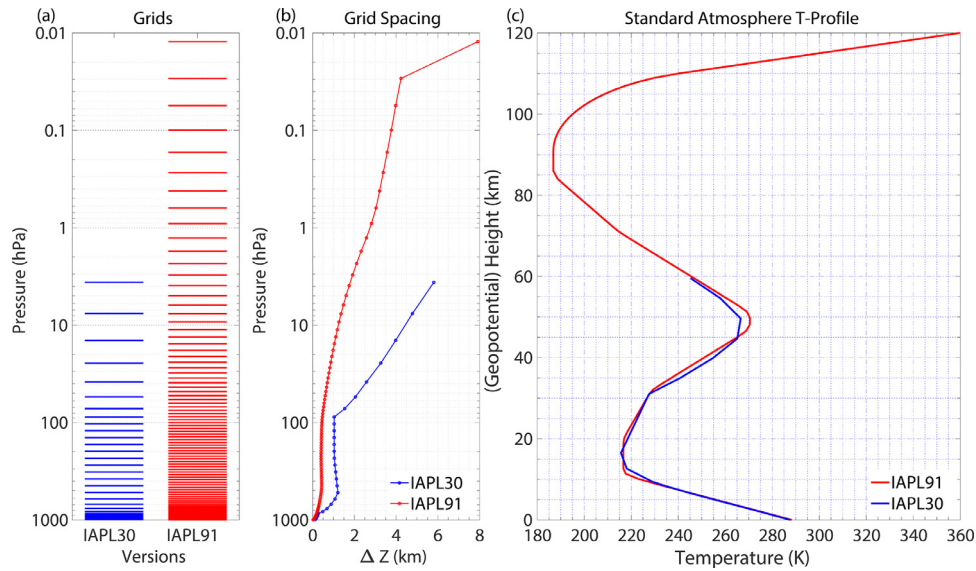 (a)
Grids
0.01
0.1
1
10
100
1000
Pressure (hPa)
IAPL30
IAPL91
Versions
(b)
Grid Spacing
0.01
0.1
1
10
100
1000
Pressure (hPa)
0
2
4
6
8
Δ Z (km)
IAPL30
IAPL91
(c)
Standard Atmosphere T-Profile
120
100
80
60
40
20
0
(Geopotential) Height (km)
180
200
220
240
260
280
300
320
340
360
Temperature (K)
IAPL91
IAPL30